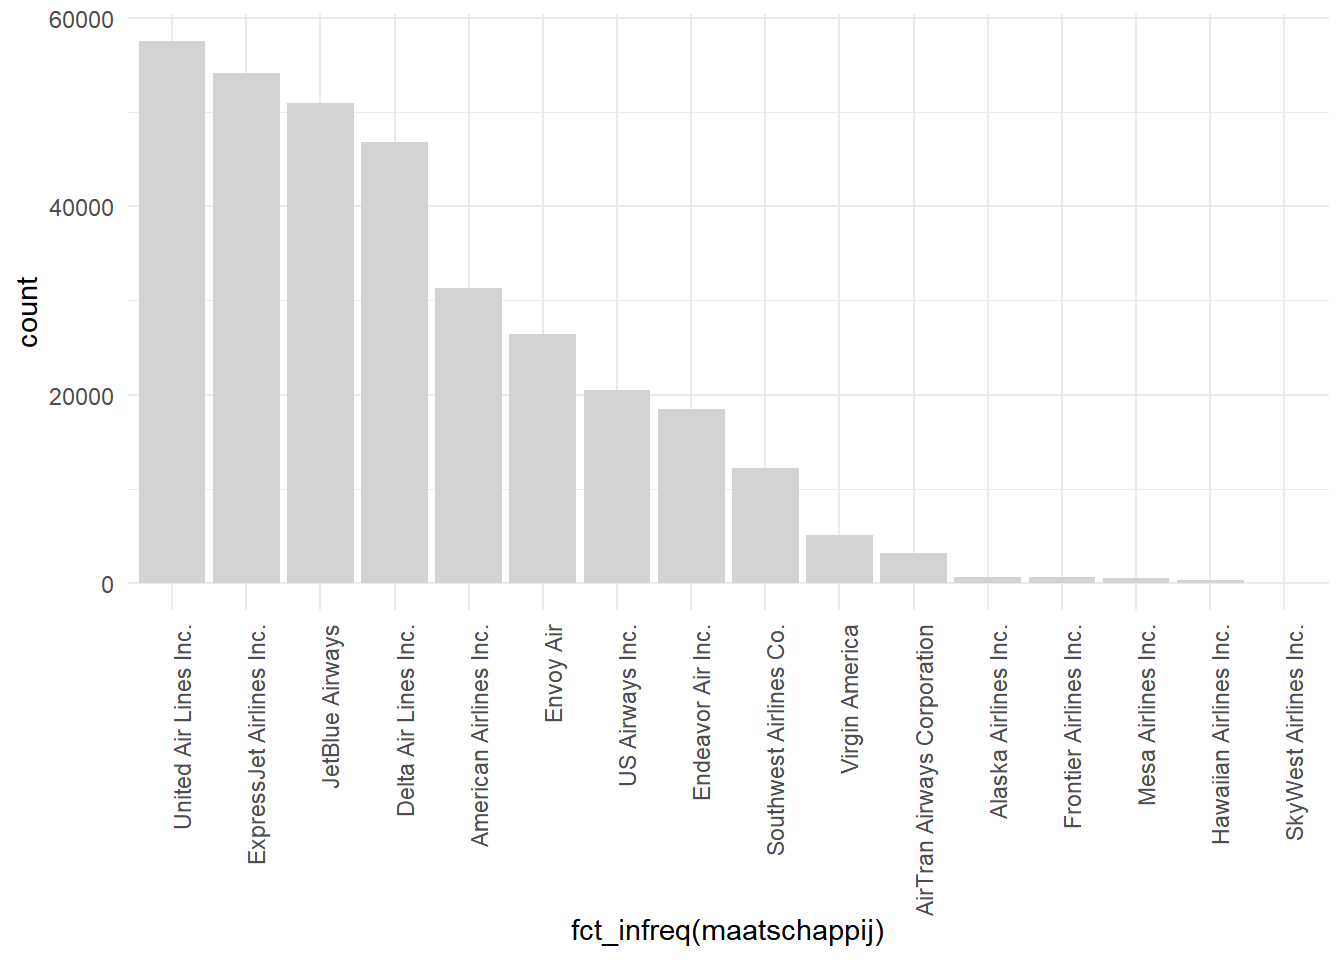 60000
40000
20000
0
count
United Air Lines Inc.
ExpressJet Airlines Inc.
JetBlue Airways
Delta Air Lines Inc.
American Airlines Inc.
Envoy Air
US Airways Inc.
Endeavor Air Inc.
Southwest Airlines Co.
Virgin America
AirTran Airways Corporation
Alaska Airlines Inc.
Frontier Airlines Inc.
Mesa Airlines Inc.
Hawaiian Airlines Inc.
SkyWest Airlines Inc.
fct_infreq(maatschappij)